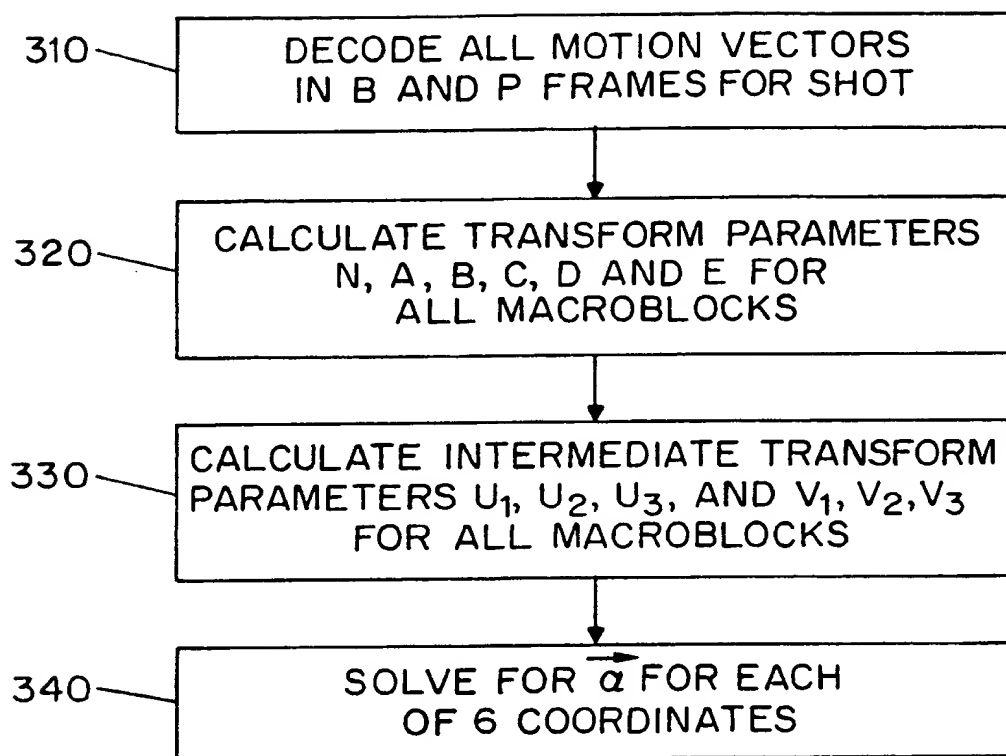 310
DECODE ALL MOTION VECTORS
IN B AND P FRAMES FOR SHOT
320
CALCULATE TRANSFORM PARAMETERS
N, A, B, C, D AND E FOR
ALL MACROBLOCKS
330
CALCULATE INTERMEDIATE TRANSFORM
PARAMETERS U₁, U₂, U₃, AND V₁, V₂, V₃
FOR ALL MACROBLOCKS
340
SOLVE FOR α⃗ FOR EACH
OF 6 COORDINATES